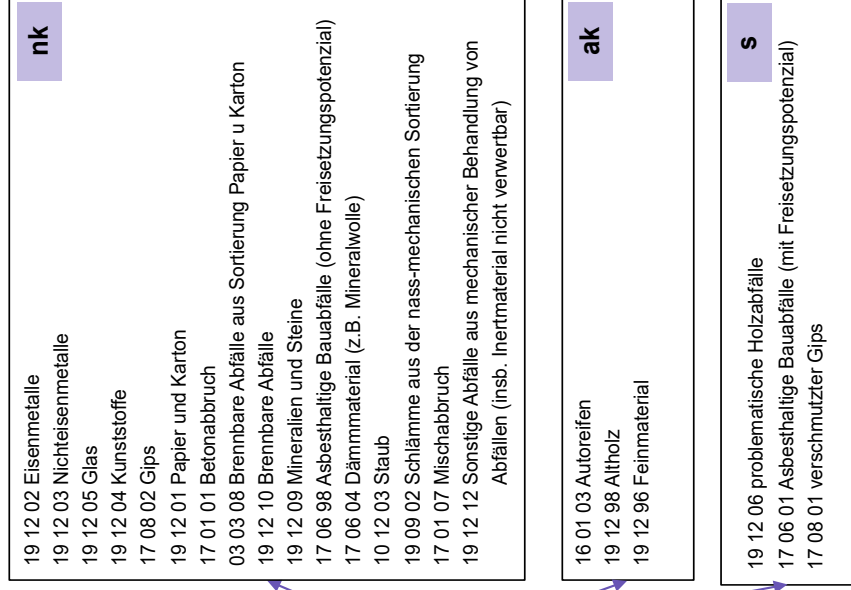 nk
19 12 02 Eisenmetalle
19 12 03 Nichteisenmetalle
19 12 05 Glas
19 12 04 Kunststoffe
17 08 02 Gips
19 12 01 Papier und Karton
17 01 01 Betonabbruch
03 03 08 Brennbare Abfälle aus Sortierung Papier u Karton
19 12 10 Brennbare Abfälle
19 12 09 Mineralien und Steine
17 06 98 Asbesthaltige Bauabfälle (ohne Freisetzungspotenzial)
17 06 04 Dämmmaterial (z.B. Mineralwolle)
10 12 03 Staub
19 09 02 Schlämme aus der nass-mechanischen Sortierung
17 01 07 Mischabbruch
19 12 12 Sonstige Abfälle aus mechanischer Behandlung von
Abfällen (insb. Inertmaterial nicht verwertbar)
ak
16 01 03 Autoreifen
19 12 98 Altholz
19 12 96 Feinmaterial
s
19 12 06 problematische Holzabfälle
17 06 01 Asbesthaltige Bauabfälle (mit Freisetzungspotenzial)
17 08 01 verschmutzter Gips